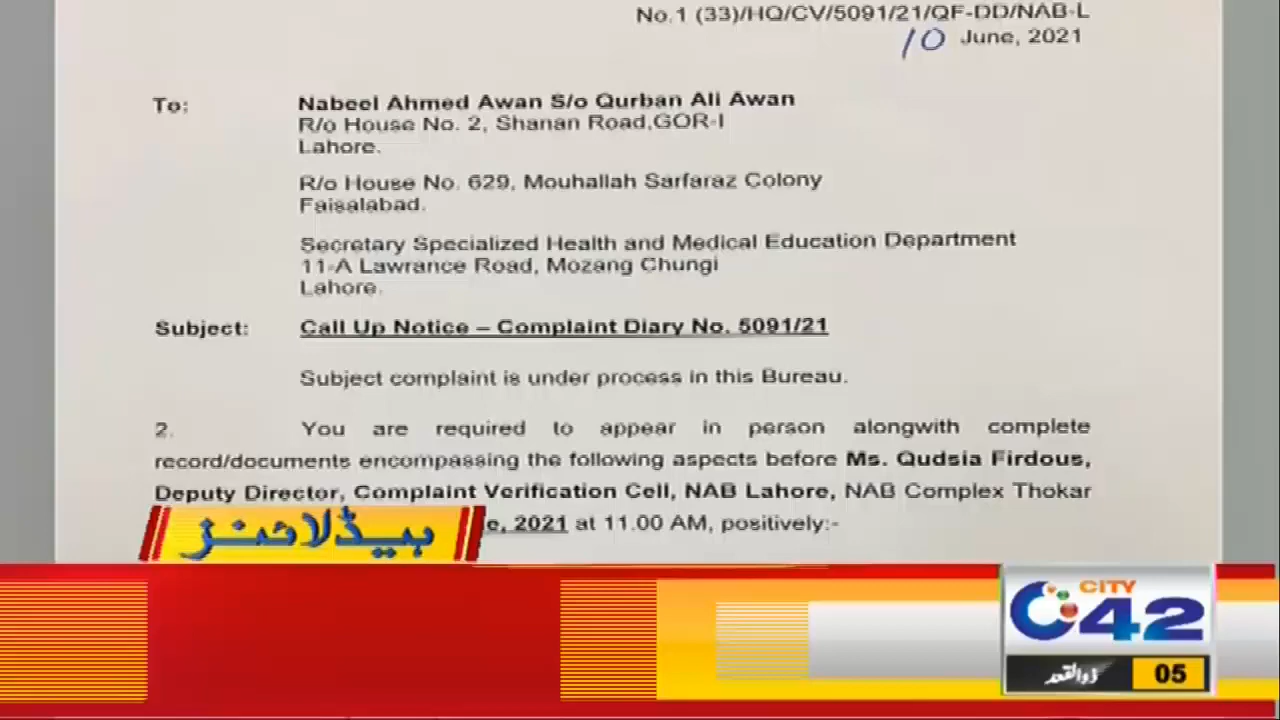 No.1 (33)/HQ/CV/5091/21/QF-DD/NAB-L
10 June, 2021
To: Nabeel Ahmed Awan S/o Qurban Ali Awan
R/o House No. 2, Shanan Road,GOR-I
Lahore.
R/o House No. 629, Mouhallah Sarfaraz Colony
Faisalabad.
Secretary Specialized Health and Medical Education Department
11-A Lawrance Road, Mozang Chungi
Lahore.
Subject: Call Up Notice – Complaint Diary No. 5091/21
Subject complaint is under process in this Bureau.
2. You are required to appear in person alongwith complete
record/documents encompassing the following aspects before Ms. Qudsia Firdous,
Deputy Director, Complaint Verification Cell, NAB Lahore, NAB Complex Thokar
e, 2021 at 11.00 AM, positively:-
ہیڈلائنز
CITY
42
ذوالقعد 05